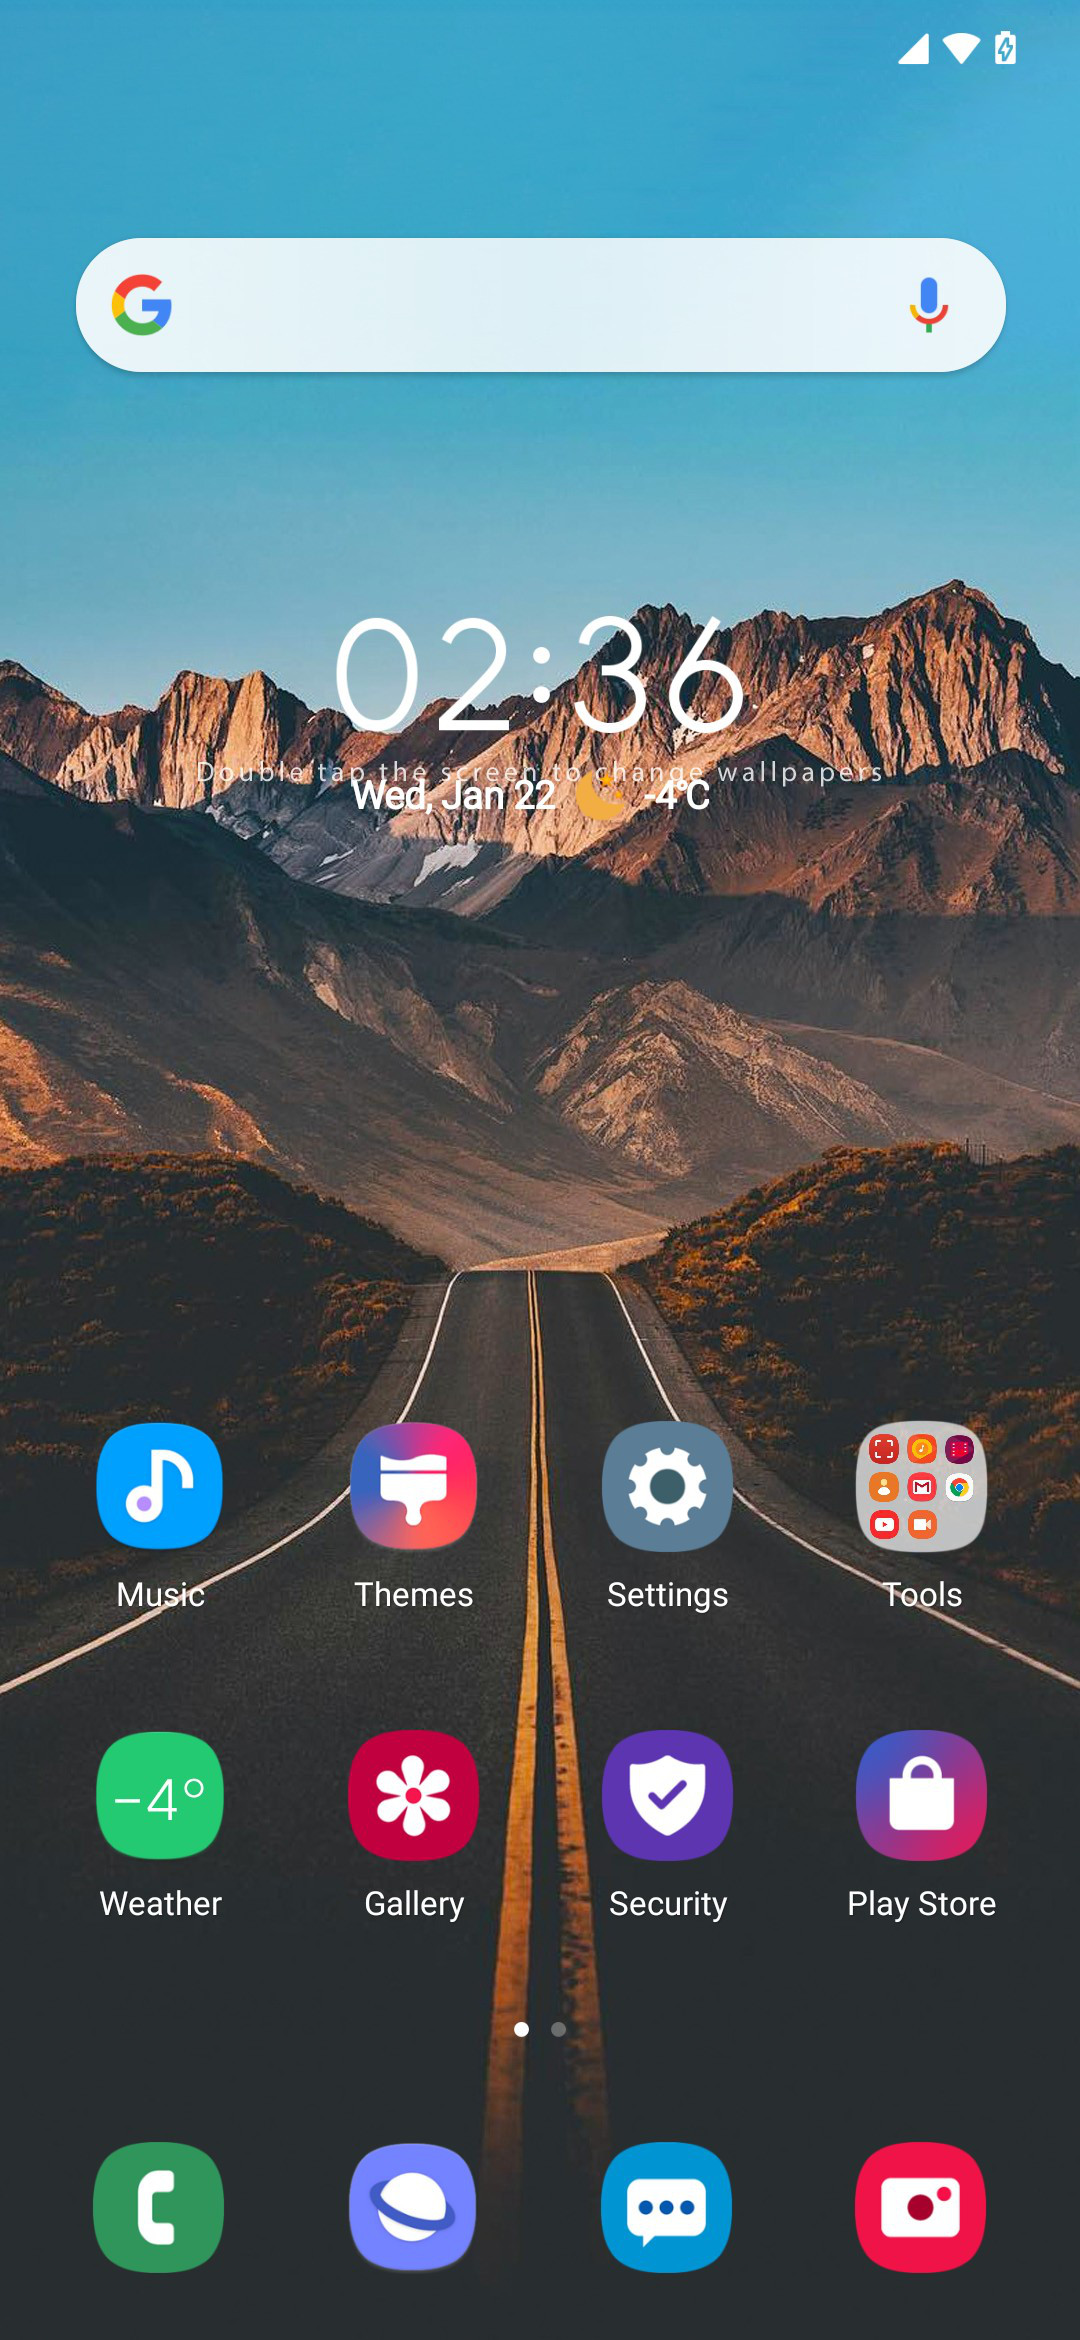 02:36
Double tap the screen to change wallpapers
Wed, Jan 22 -4°C
Music Themes Settings Tools
-4°
Weather Gallery Security Play Store